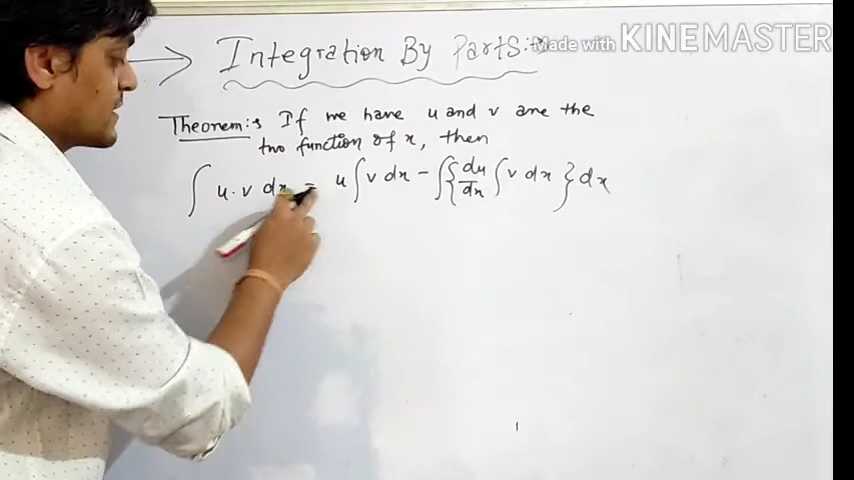 → Integration By Parts:→
Made with KINEMASTER
Theorem:→ If we have u and v are the
two function of x, then
∫ u. v dx = u ∫ v dx - ∫ { du/dx ∫ v dx } dx